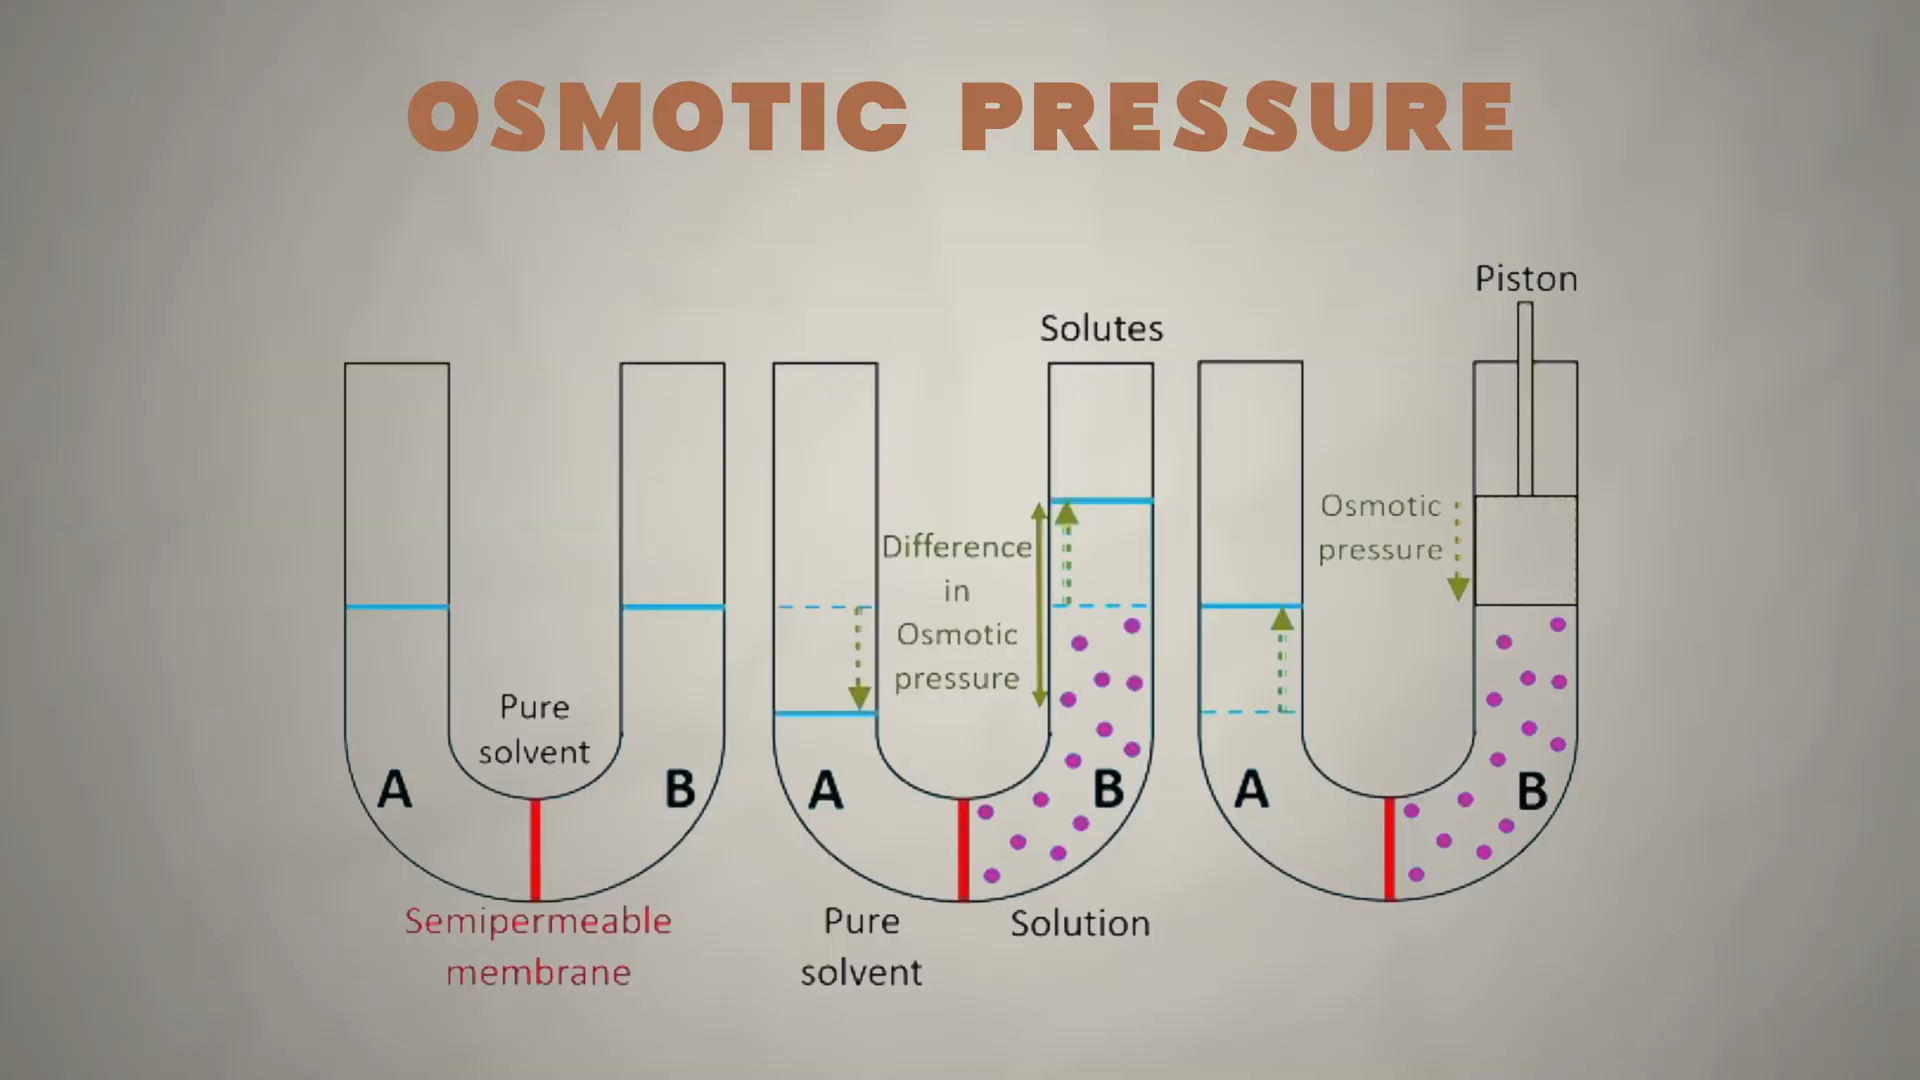 OSMOTIC PRESSURE
Piston
Solutes
Osmotic
pressure
Difference
in
Osmotic
pressure
Pure
solvent
A
B
A
B
A
B
Semipermeable
membrane
Pure
solvent
Solution